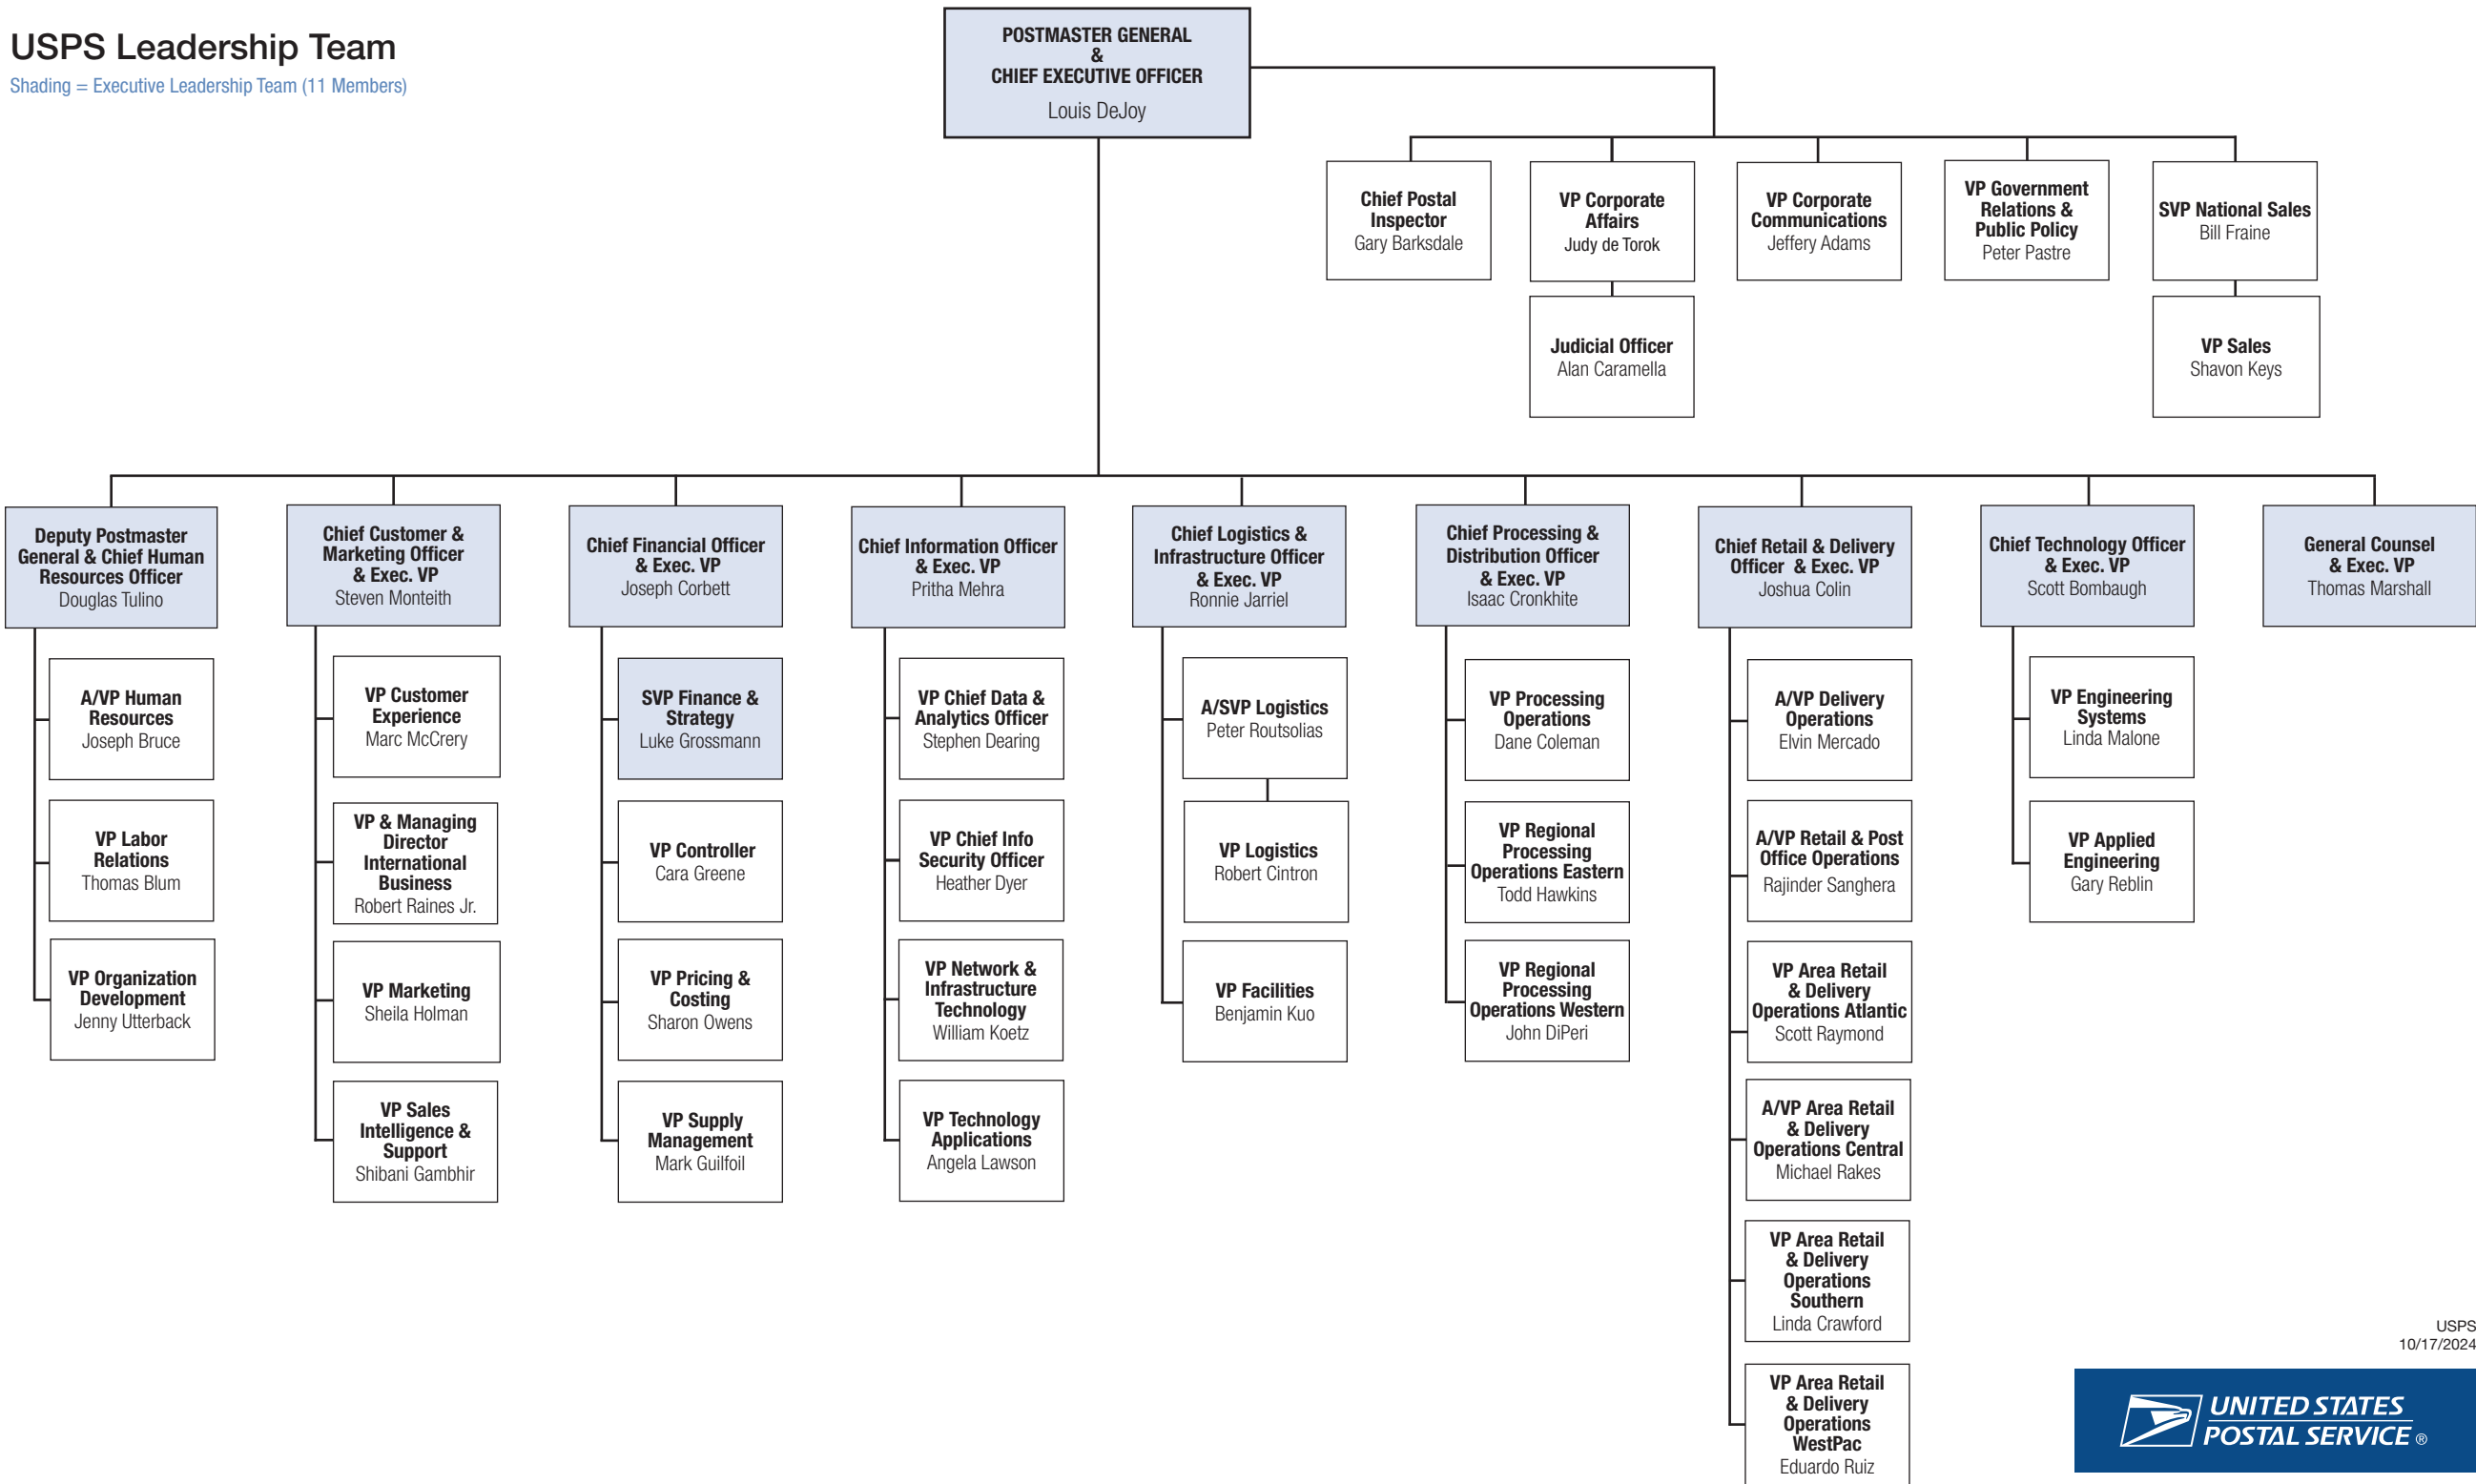 USPS Leadership Team
Shading = Executive Leadership Team (11 Members)
POSTMASTER GENERAL
&
CHIEF EXECUTIVE OFFICER
Louis DeJoy
Chief Postal
Inspector
Gary Barksdale
VP Corporate
Affairs
Judy de Torok
VP Corporate
Communications
Jeffery Adams
VP Government
Relations &
Public Policy
Peter Pastre
SVP National Sales
Bill Fraine
Judicial Officer
Alan Caramella
VP Sales
Shavon Keys
Deputy Postmaster
General & Chief Human
Resources Officer
Douglas Tulino
A/VP Human
Resources
Joseph Bruce
VP Labor
Relations
Thomas Blum
VP Organization
Development
Jenny Utterback
Chief Customer &
Marketing Officer
& Exec. VP
Steven Monteith
VP Customer
Experience
Marc McCrery
VP & Managing
Director
International
Business
Robert Raines Jr.
VP Marketing
Sheila Holman
VP Sales
Intelligence &
Support
Shibani Gambhir
Chief Financial Officer
& Exec. VP
Joseph Corbett
SVP Finance &
Strategy
Luke Grossmann
VP Controller
Cara Greene
VP Pricing &
Costing
Sharon Owens
VP Supply
Management
Mark Guilfoil
Chief Information Officer
& Exec. VP
Pritha Mehra
VP Chief Data &
Analytics Officer
Stephen Dearing
VP Chief Info
Security Officer
Heather Dyer
VP Network &
Infrastructure
Technology
William Koetz
VP Technology
Applications
Angela Lawson
Chief Logistics &
Infrastructure Officer
& Exec. VP
Ronnie Jarriel
A/SVP Logistics
Peter Routsolias
VP Logistics
Robert Cintron
VP Facilities
Benjamin Kuo
Chief Processing &
Distribution Officer
& Exec. VP
Isaac Cronkhite
VP Processing
Operations
Dane Coleman
VP Regional
Processing
Operations Eastern
Todd Hawkins
VP Regional
Processing
Operations Western
John DiPeri
Chief Retail & Delivery
Officer & Exec. VP
Joshua Colin
A/VP Delivery
Operations
Elvin Mercado
A/VP Retail & Post
Office Operations
Rajinder Sanghera
VP Area Retail
& Delivery
Operations Atlantic
Scott Raymond
A/VP Area Retail
& Delivery
Operations Central
Michael Rakes
VP Area Retail
& Delivery
Operations
Southern
Linda Crawford
VP Area Retail
& Delivery
Operations
WestPac
Eduardo Ruiz
Chief Technology Officer
& Exec. VP
Scott Bombaugh
VP Engineering
Systems
Linda Malone
VP Applied
Engineering
Gary Reblin
General Counsel
& Exec. VP
Thomas Marshall
USPS
10/17/2024
UNITED STATES
POSTAL SERVICE ®